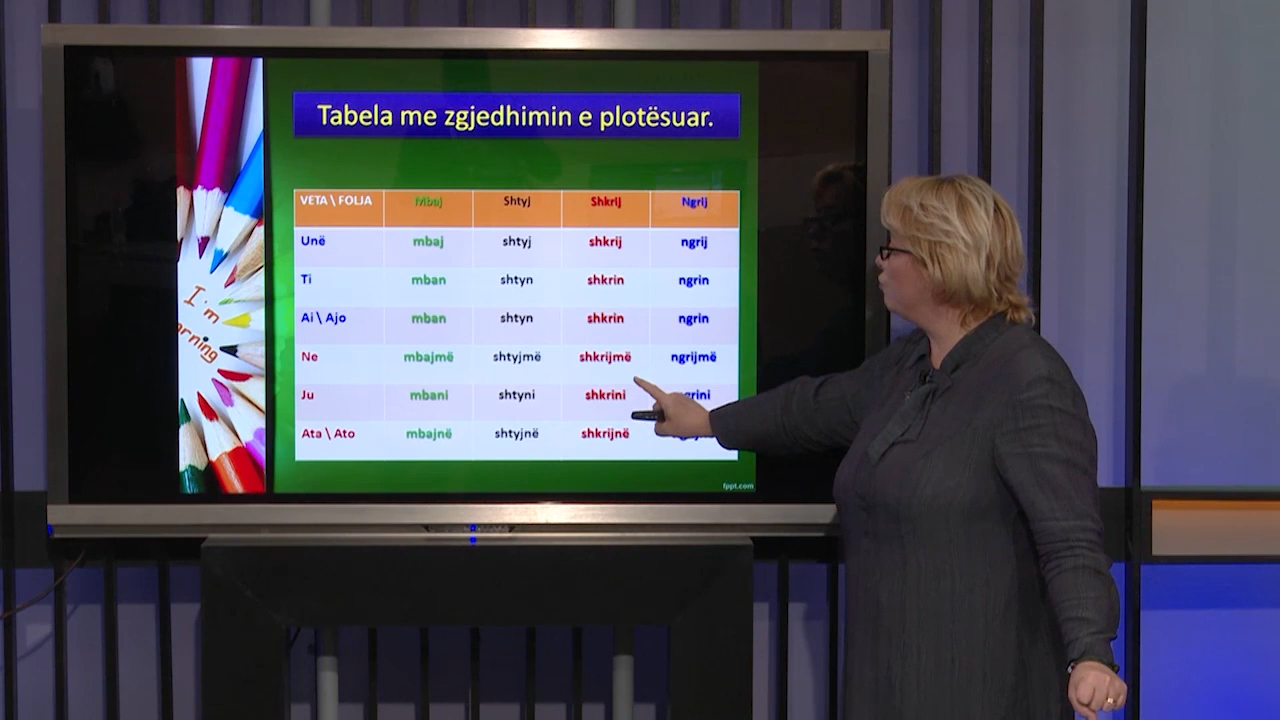 Tabela me zgjedhimin e plotësuar.
VETA \ FOLJA Mbaj Shtyj Shkrij Ngrij
Unë mbaj shtyj shkrij ngrij
Ti mban shtyn shkrin ngrin
Ai \ Ajo mban shtyn shkrin ngrin
Ne mbajmë shtyjmë shkrijmë ngrijmë
Ju mbani shtyni shkrini
Ata \ Ato mbajnë shtyjnë shkrijnë
I'm
fppt.com